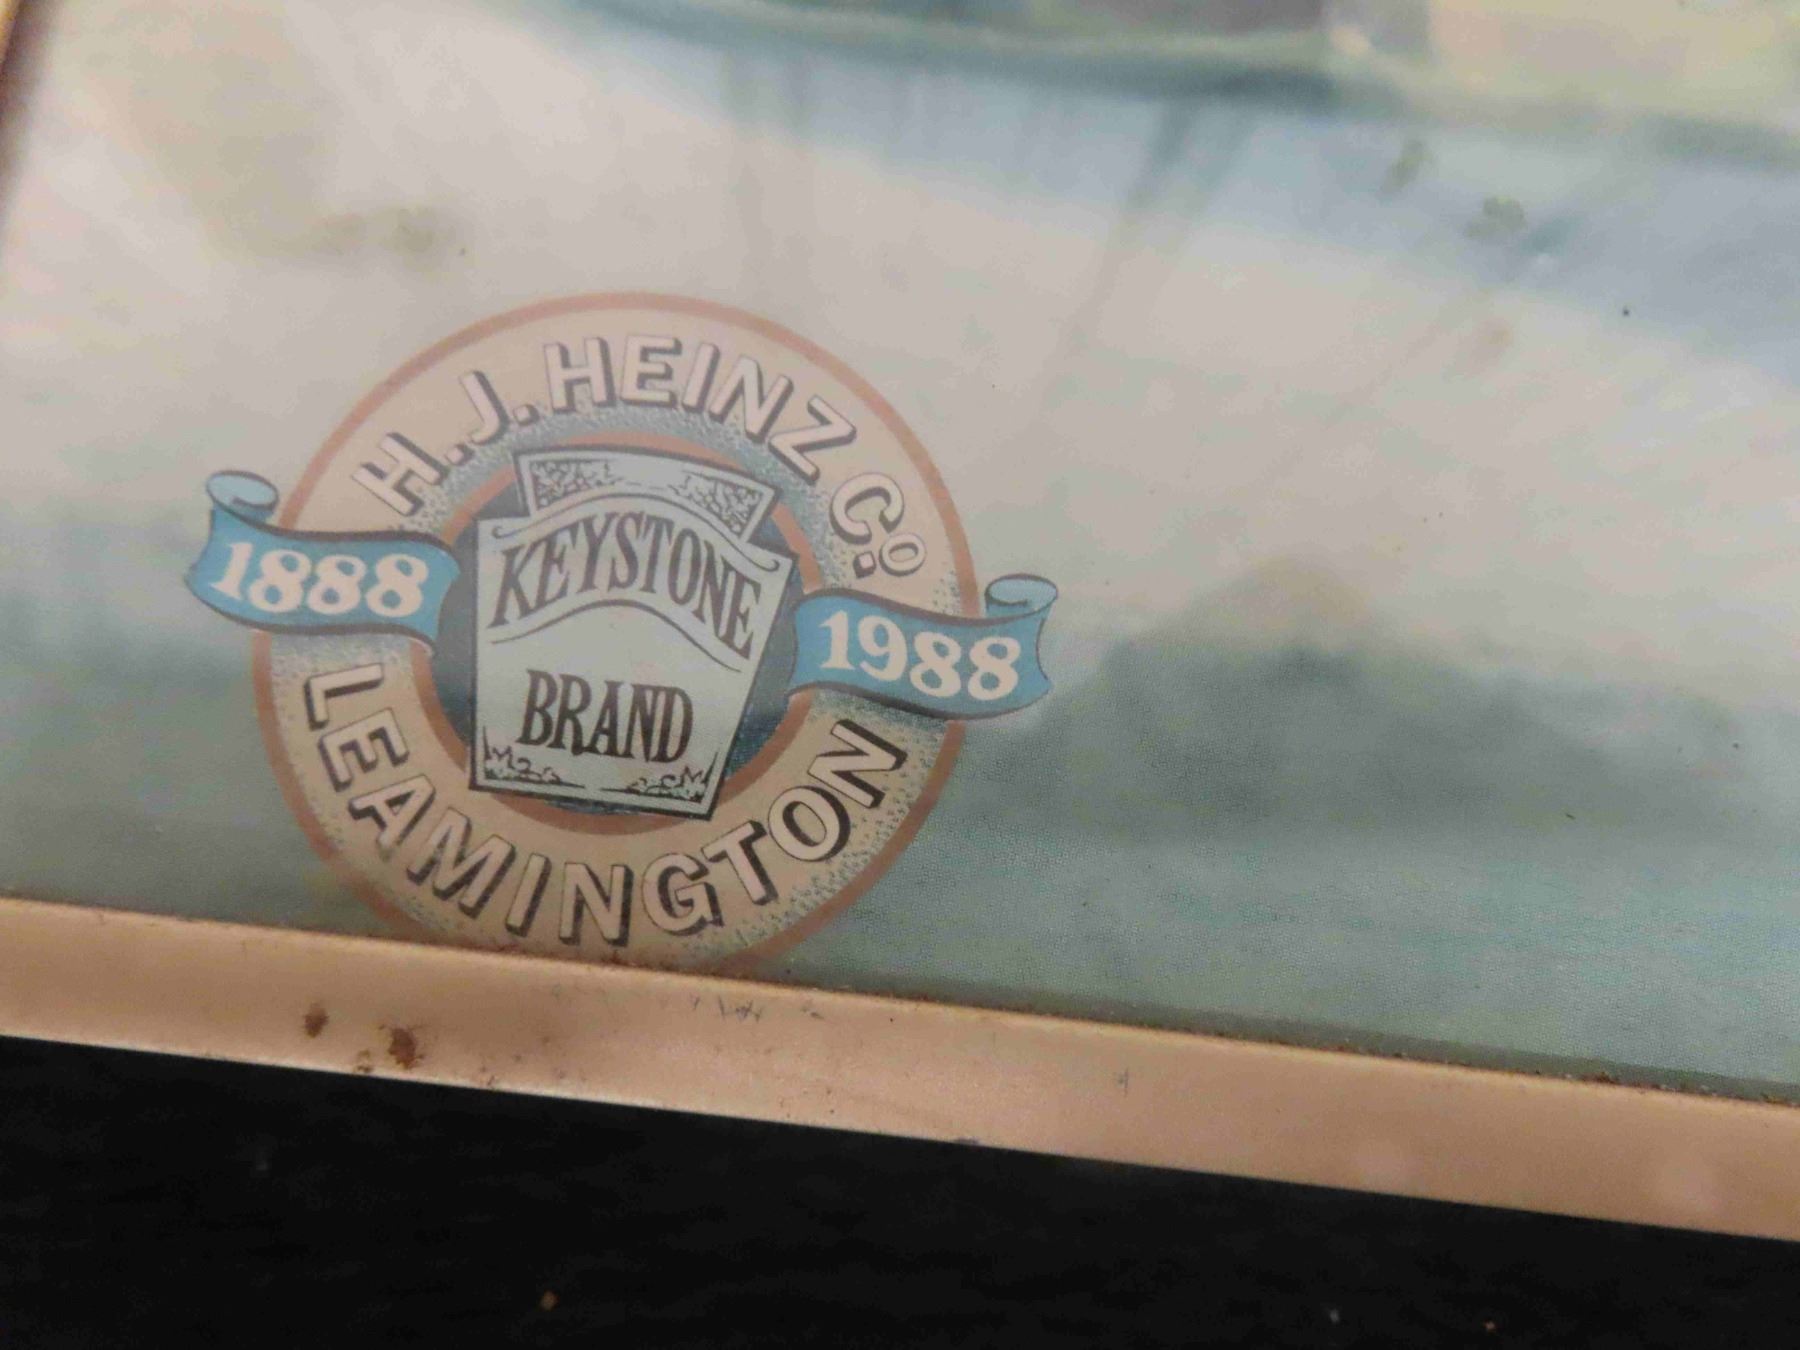 H. J. HEINZ Co.
1888
KEYSTONE
BRAND
1988
LEAMINGTON